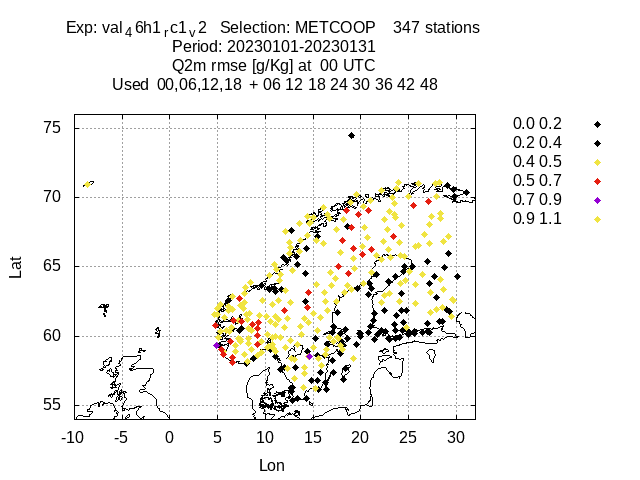 Exp: val4 6h1rc1v2 Selection: METCOOP 347 stations
Period: 20230101-20230131
Q2m rmse [g/Kg] at 00 UTC
Used 00,06,12,18 + 06 12 18 24 30 36 42 48
75
70
65
60
55
Lat
-10 -5 0 5 10 15 20 25 30
Lon
0.0 0.2
0.2 0.4
0.4 0.5
0.5 0.7
0.7 0.9
0.9 1.1